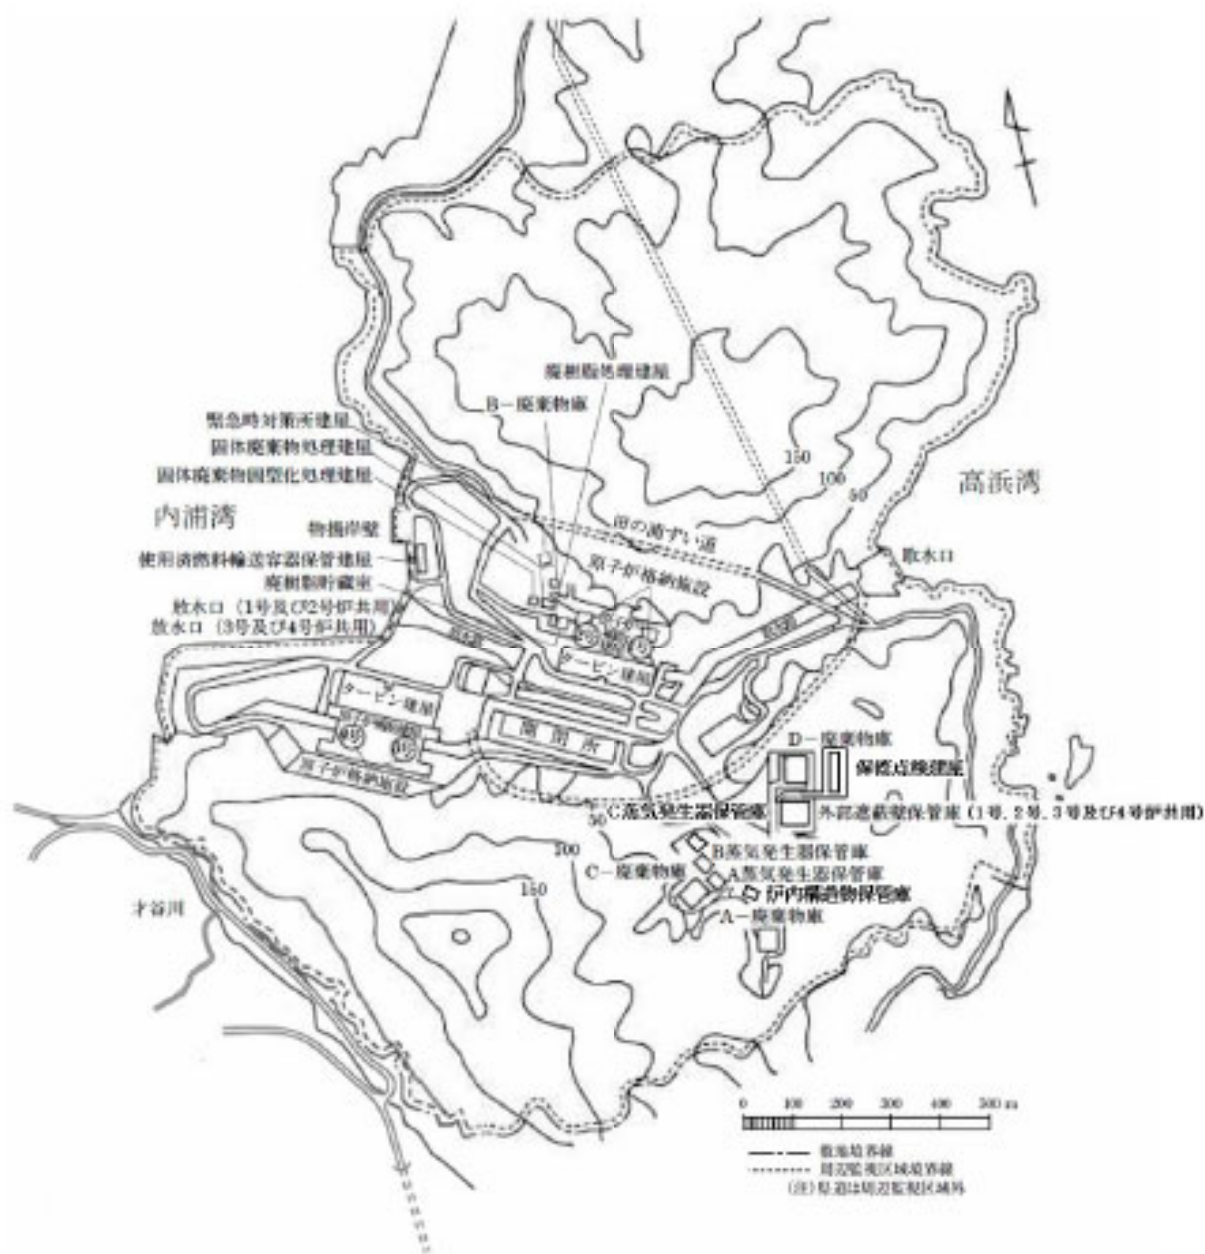 廃樹脂処理建屋
B-廃棄物庫
緊急時対策所建屋
固体廃棄物処理建屋
固体廃棄物固型化処理建屋
150
100
50
高浜湾
内浦湾
物揚岸壁
田の浦ずい道
取水口
使用済燃料輸送容器保管建屋
原子炉格納施設
廃樹脂貯蔵室
放水口(1号及び2号炉共用)
放水口(3号及び4号炉共用)
タービン建屋
タービン建屋
開閉所
原子炉格納施設
D-廃棄物庫
保修点検建屋
C蒸気発生器保管庫
外部遮蔽壁保管庫(1号,2号,3号及び4号炉共用)
50
100
B蒸気発生器保管庫
C-廃棄物庫
A蒸気発生器保管庫
150
炉内構造物保管庫
A-廃棄物庫
才谷川
0 100 200 300 400 500 m
敷地境界線
周辺監視区域境界線
(注)県道は周辺監視区域外